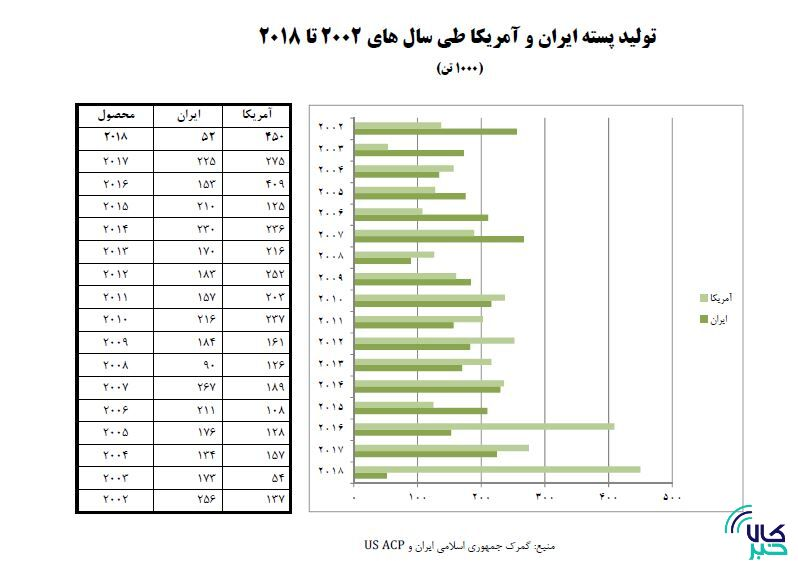 تولید پسته ایران و آمریکا طی سال های ۲۰۰۲ تا ۲۰۱۸
(۱۰۰۰ تن)
محصول ایران آمریکا
۲۰۱۸ ۵۲ ۴۵۰
۲۰۱۷ ۲۲۵ ۲۷۵
۲۰۱۶ ۱۵۳ ۴۰۹
۲۰۱۵ ۲۱۰ ۱۲۵
۲۰۱۴ ۲۳۰ ۲۳۶
۲۰۱۳ ۱۷۰ ۲۱۶
۲۰۱۲ ۱۸۳ ۲۵۲
۲۰۱۱ ۱۵۷ ۲۰۳
۲۰۱۰ ۲۱۶ ۲۳۷
۲۰۰۹ ۱۸۴ ۱۶۱
۲۰۰۸ ۹۰ ۱۲۶
۲۰۰۷ ۲۶۷ ۱۸۹
۲۰۰۶ ۲۱۱ ۱۰۸
۲۰۰۵ ۱۷۶ ۱۲۸
۲۰۰۴ ۱۳۴ ۱۵۷
۲۰۰۳ ۱۷۳ ۵۴
۲۰۰۲ ۲۵۶ ۱۳۷
۲۰۰۲
۲۰۰۳
۲۰۰۴
۲۰۰۵
۲۰۰۶
۲۰۰۷
۲۰۰۸
۲۰۰۹
۲۰۱۰
۲۰۱۱
۲۰۱۲
۲۰۱۳
۲۰۱۴
۲۰۱۵
۲۰۱۶
۲۰۱۷
۲۰۱۸
۰ ۱۰۰ ۲۰۰ ۳۰۰ ۴۰۰ ۵۰۰
آمریکا
ایران
منبع: گمرک جمهوری اسلامی ایران و US ACP
کالا
خبر